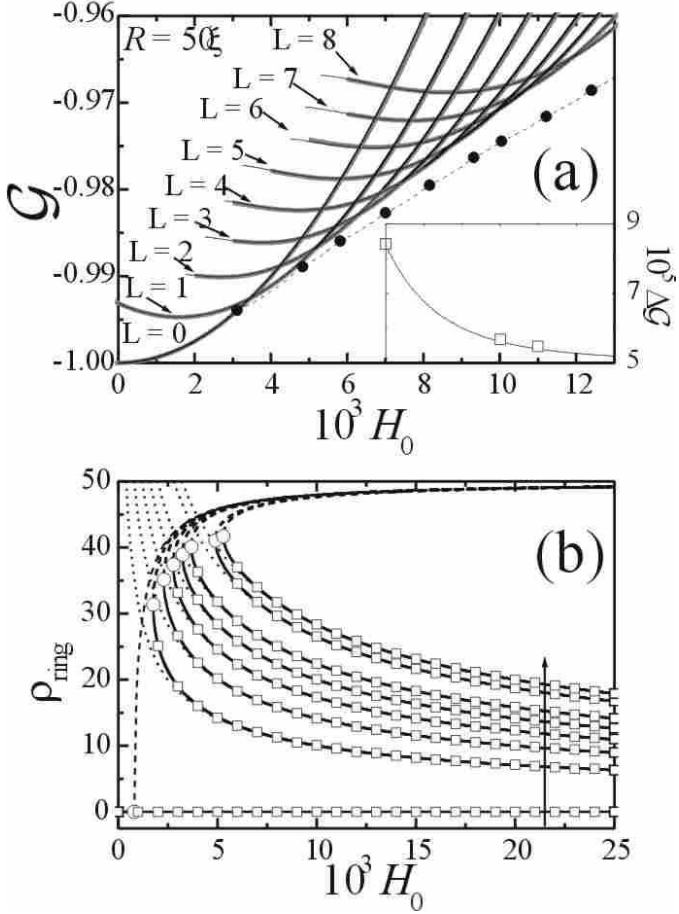 -0.96
R = 50ξ
L = 8
-0.97
L = 7
L = 6
(a)
L = 5
-0.98
L = 4
𝒢
L = 3
9
-0.99
L = 2
7
10⁵ Δ𝒢
L = 1
L = 0
-1.00
5
0 2 4 6 8 10 12
10³ H₀
50
(b)
40
30
ρring
20
10
0
0 5 10 15 20 25
10³ H₀